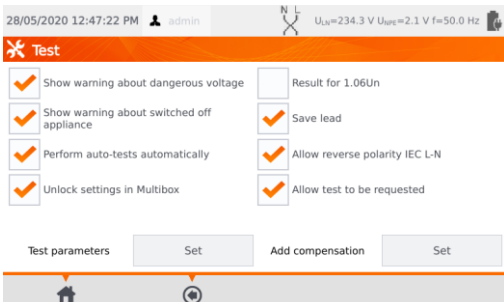 28/05/2020 12:47:22 PM admin N L U_LN=234.3 V U_NPE=2.1 V f=50.0 Hz
Test
Show warning about dangerous voltage
Result for 1.06Un
Show warning about switched off
appliance
Save lead
Perform auto-tests automatically
Allow reverse polarity IEC L-N
Unlock settings in Multibox
Allow test to be requested
Test parameters Set Add compensation Set